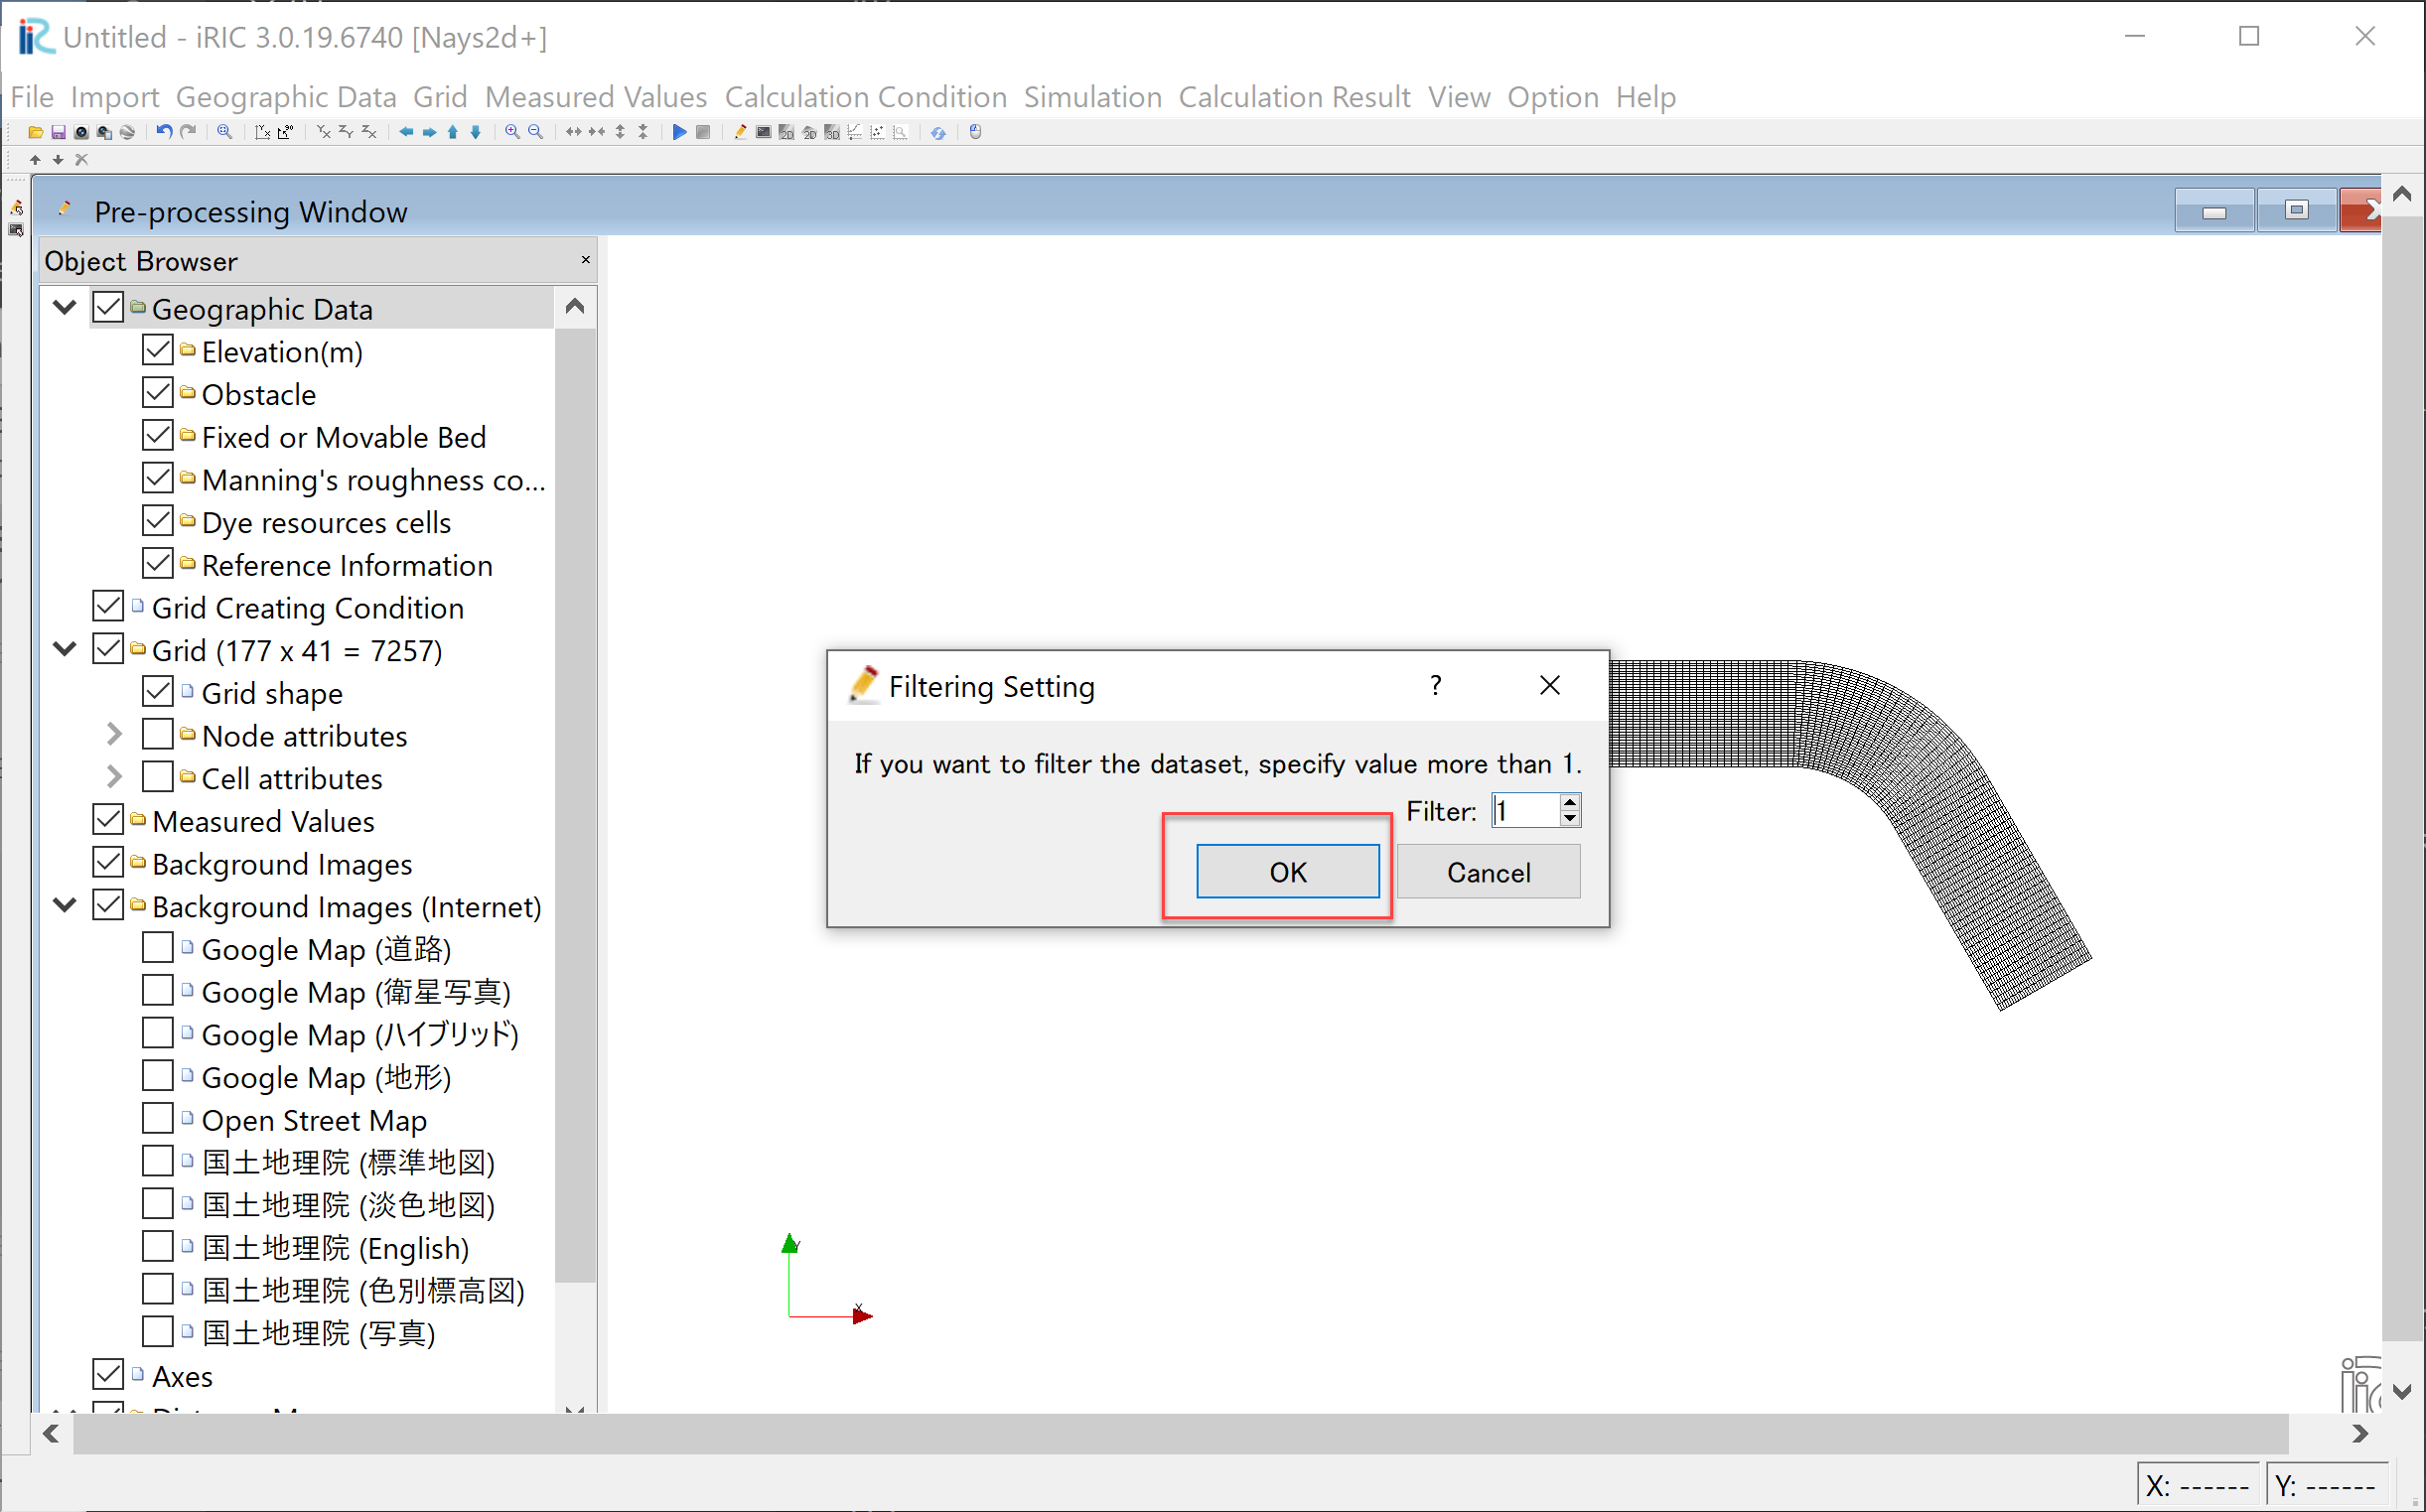 Untitled - iRIC 3.0.19.6740 [Nays2d+]
File Import Geographic Data Grid Measured Values Calculation Condition Simulation Calculation Result View Option Help
Pre-processing Window
Object Browser
Geographic Data
Elevation(m)
Obstacle
Fixed or Movable Bed
Manning's roughness co...
Dye resources cells
Reference Information
Grid Creating Condition
Grid (177 x 41 = 7257)
Grid shape
Node attributes
Cell attributes
Measured Values
Background Images
Background Images (Internet)
Google Map (道路)
Google Map (衛星写真)
Google Map (ハイブリッド)
Google Map (地形)
Open Street Map
国土地理院 (標準地図)
国土地理院 (淡色地図)
国土地理院 (English)
国土地理院 (色別標高図)
国土地理院 (写真)
Axes
Filtering Setting
If you want to filter the dataset, specify value more than 1.
Filter: 1
OK Cancel
Y
X
X: ------ Y: ------